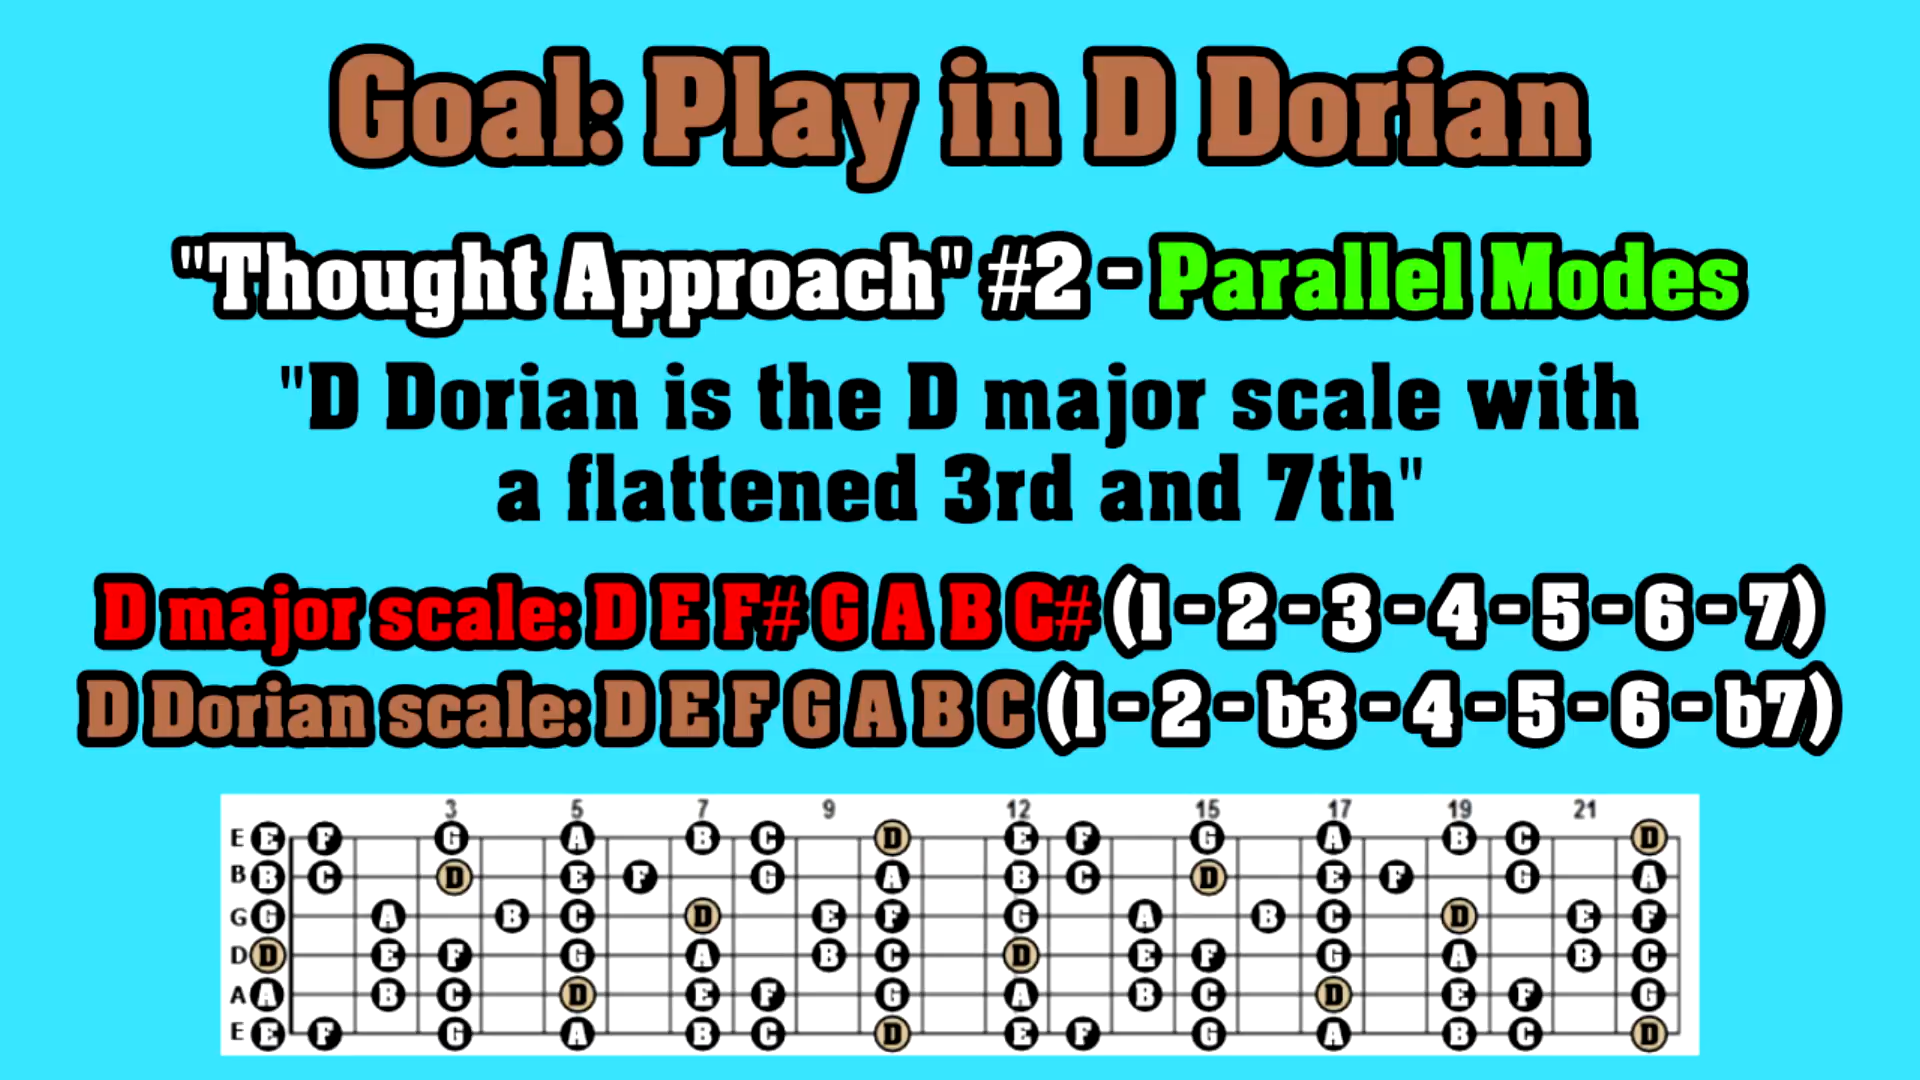 Goal: Play in D Dorian
"Thought Approach" #2 - Parallel Modes
"D Dorian is the D major scale with
a flattened 3rd and 7th"
D major scale: D E F# G A B C# (1 - 2 - 3 - 4 - 5 - 6 - 7)
D Dorian scale: D E F G A B C (1 - 2 - b3 - 4 - 5 - 6 - b7)
3 5 7 9 12 15 17 19 21
E E F G A B C D E F G A B C D
B B C D E F G A B C D E F G A
G G A B C D E F G A B C D E F
D D E F G A B C D E F G A B C
A A B C D E F G A B C D E F G
E E F G A B C D E F G A B C D